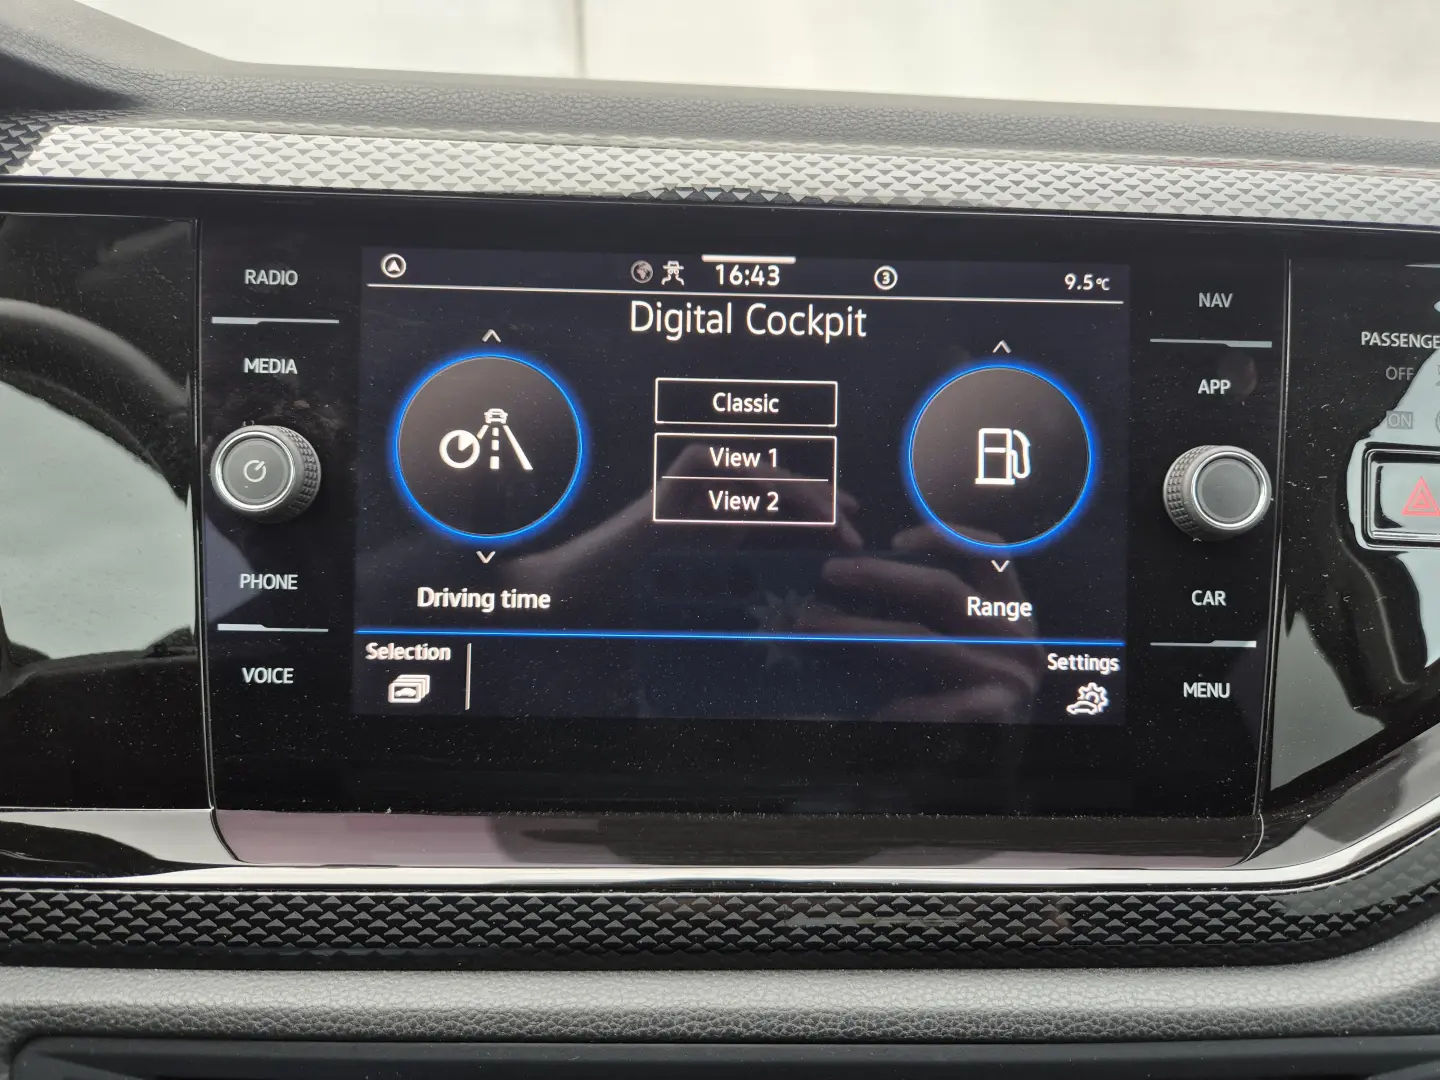 RADIO
MEDIA
PHONE
VOICE
16:43
3
9.5°C
Digital Cockpit
Classic
View 1
View 2
Driving time
Range
Selection
Settings
NAV
APP
CAR
MENU
PASSENGE
OFF
ON